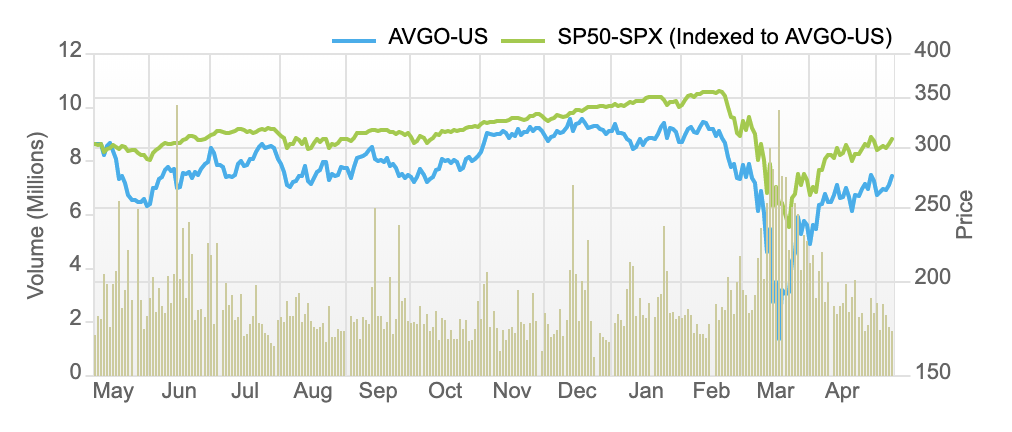 AVGO-US SP50-SPX (Indexed to AVGO-US)
12 400
10 350
8 300
6 250
4 200
2
0 150
Volume (Millions)
Price
May Jun Jul Aug Sep Oct Nov Dec Jan Feb Mar Apr